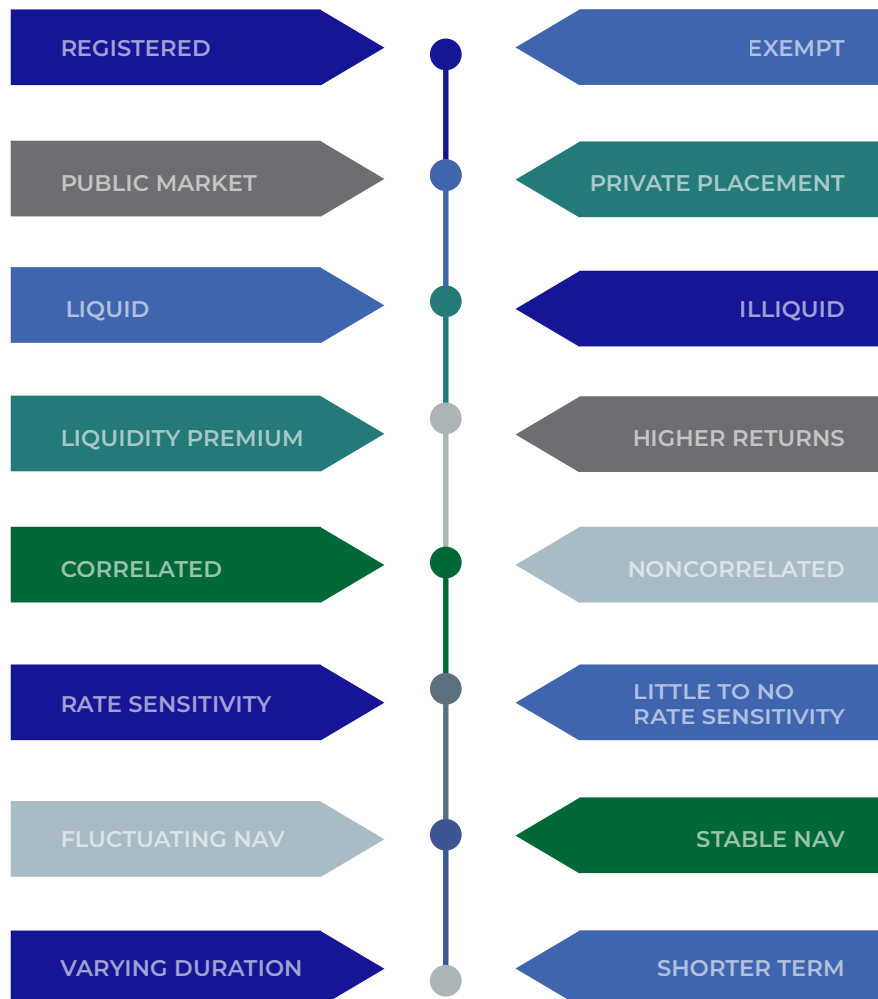 REGISTERED
EXEMPT
PUBLIC MARKET
PRIVATE PLACEMENT
LIQUID
ILLIQUID
LIQUIDITY PREMIUM
HIGHER RETURNS
CORRELATED
NONCORRELATED
RATE SENSITIVITY
LITTLE TO NO
RATE SENSITIVITY
FLUCTUATING NAV
STABLE NAV
VARYING DURATION
SHORTER TERM